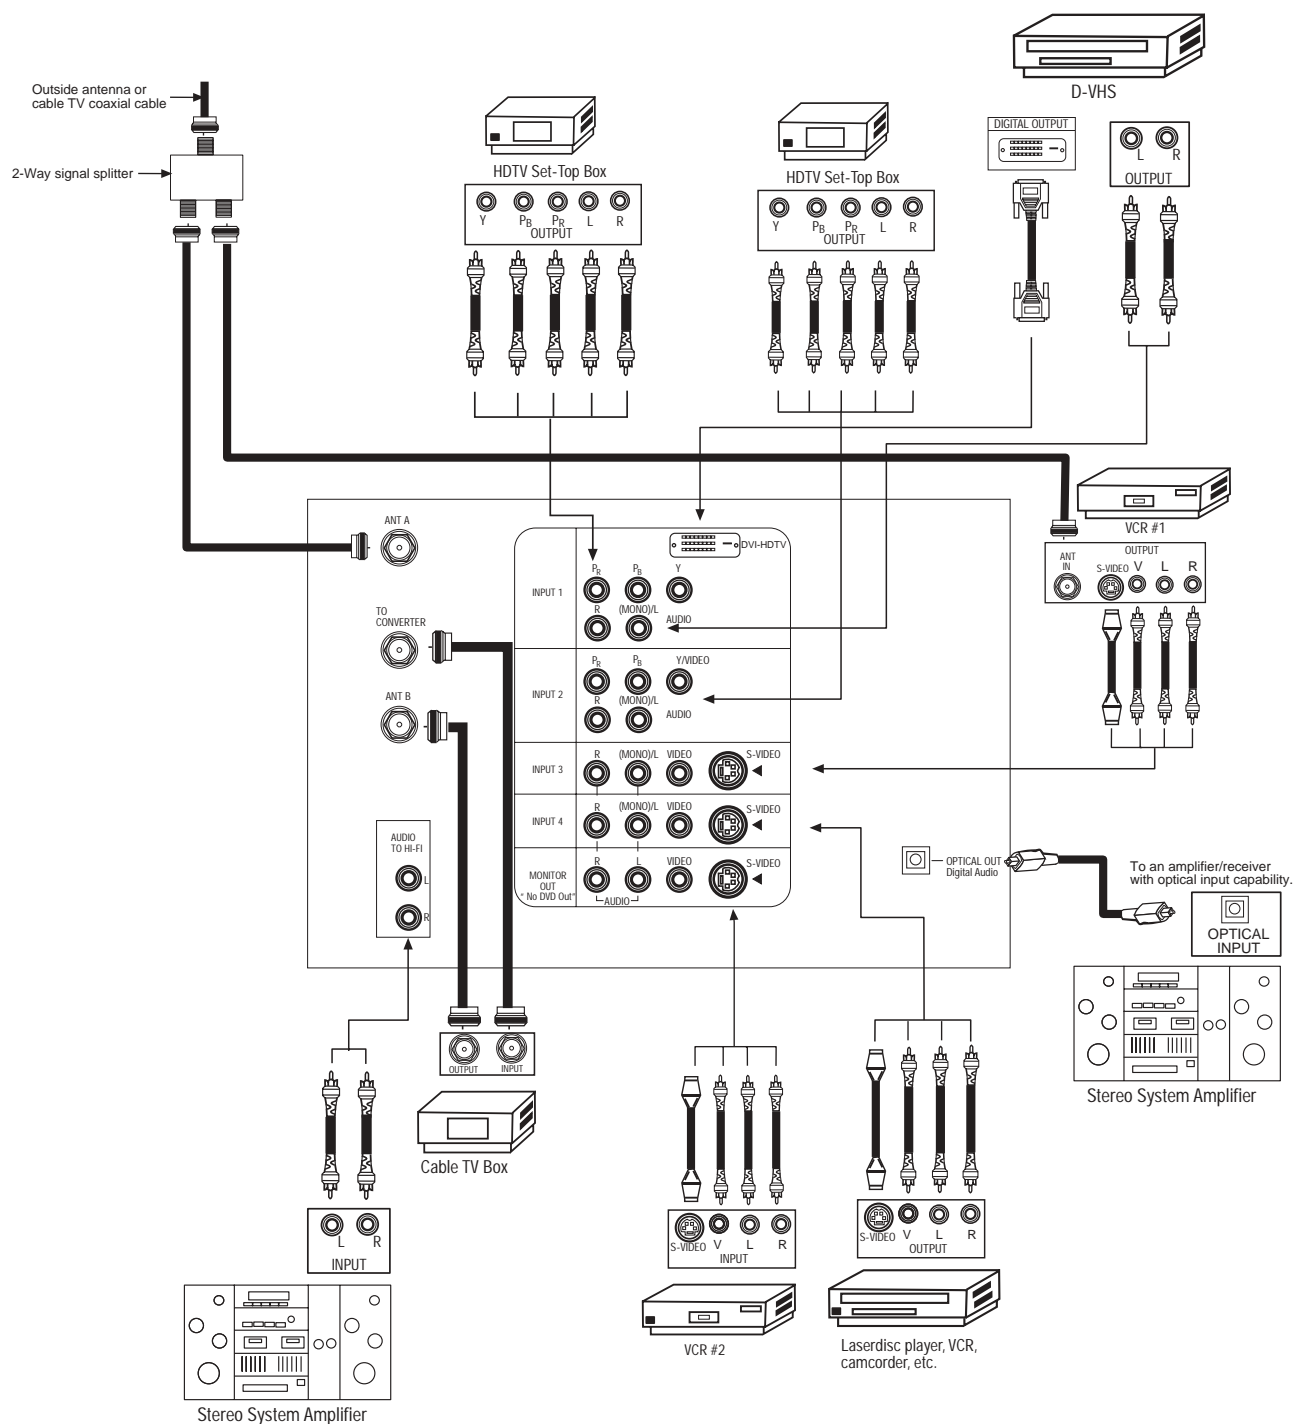 D-VHS
Outside antenna or
cable TV coaxial cable
2-Way signal splitter
HDTV Set-Top Box
Y PB PR L R
OUTPUT
HDTV Set-Top Box
Y PB PR L R
OUTPUT
DIGITAL OUTPUT
L R
OUTPUT
VCR #1
ANT
IN
OUTPUT
S-VIDEO V L R
ANT A
TO
CONVERTER
ANT B
AUDIO
TO HI-FI
L
R
DVI-HDTV
INPUT 1
PR PB Y
R (MONO)/L AUDIO
INPUT 2
PR PB Y/VIDEO
R (MONO)/L AUDIO
INPUT 3
R (MONO)/L VIDEO S-VIDEO
INPUT 4
R (MONO)/L VIDEO S-VIDEO
MONITOR
OUT
“ No DVD Out”
R L VIDEO S-VIDEO
AUDIO
OPTICAL OUT
Digital Audio
To an amplifier/receiver
with optical input capability.
OPTICAL
INPUT
Stereo System Amplifier
OUTPUT INPUT
Cable TV Box
L R
INPUT
Stereo System Amplifier
S-VIDEO V L R
INPUT
VCR #2
S-VIDEO V L R
OUTPUT
Laserdisc player, VCR,
camcorder, etc.